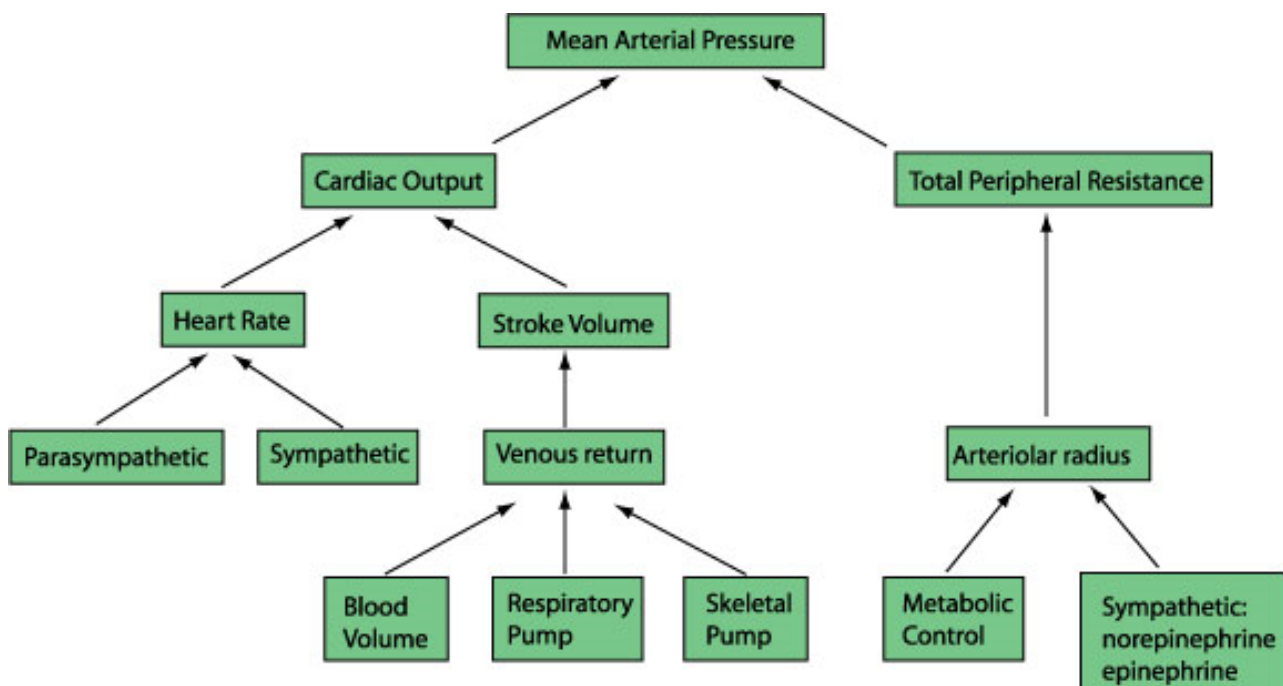 Mean Arterial Pressure
Cardiac Output
Total Peripheral Resistance
Heart Rate
Stroke Volume
Parasympathetic
Sympathetic
Venous return
Arteriolar radius
Blood
Volume
Respiratory
Pump
Skeletal
Pump
Metabolic
Control
Sympathetic:
norepinephrine
epinephrine